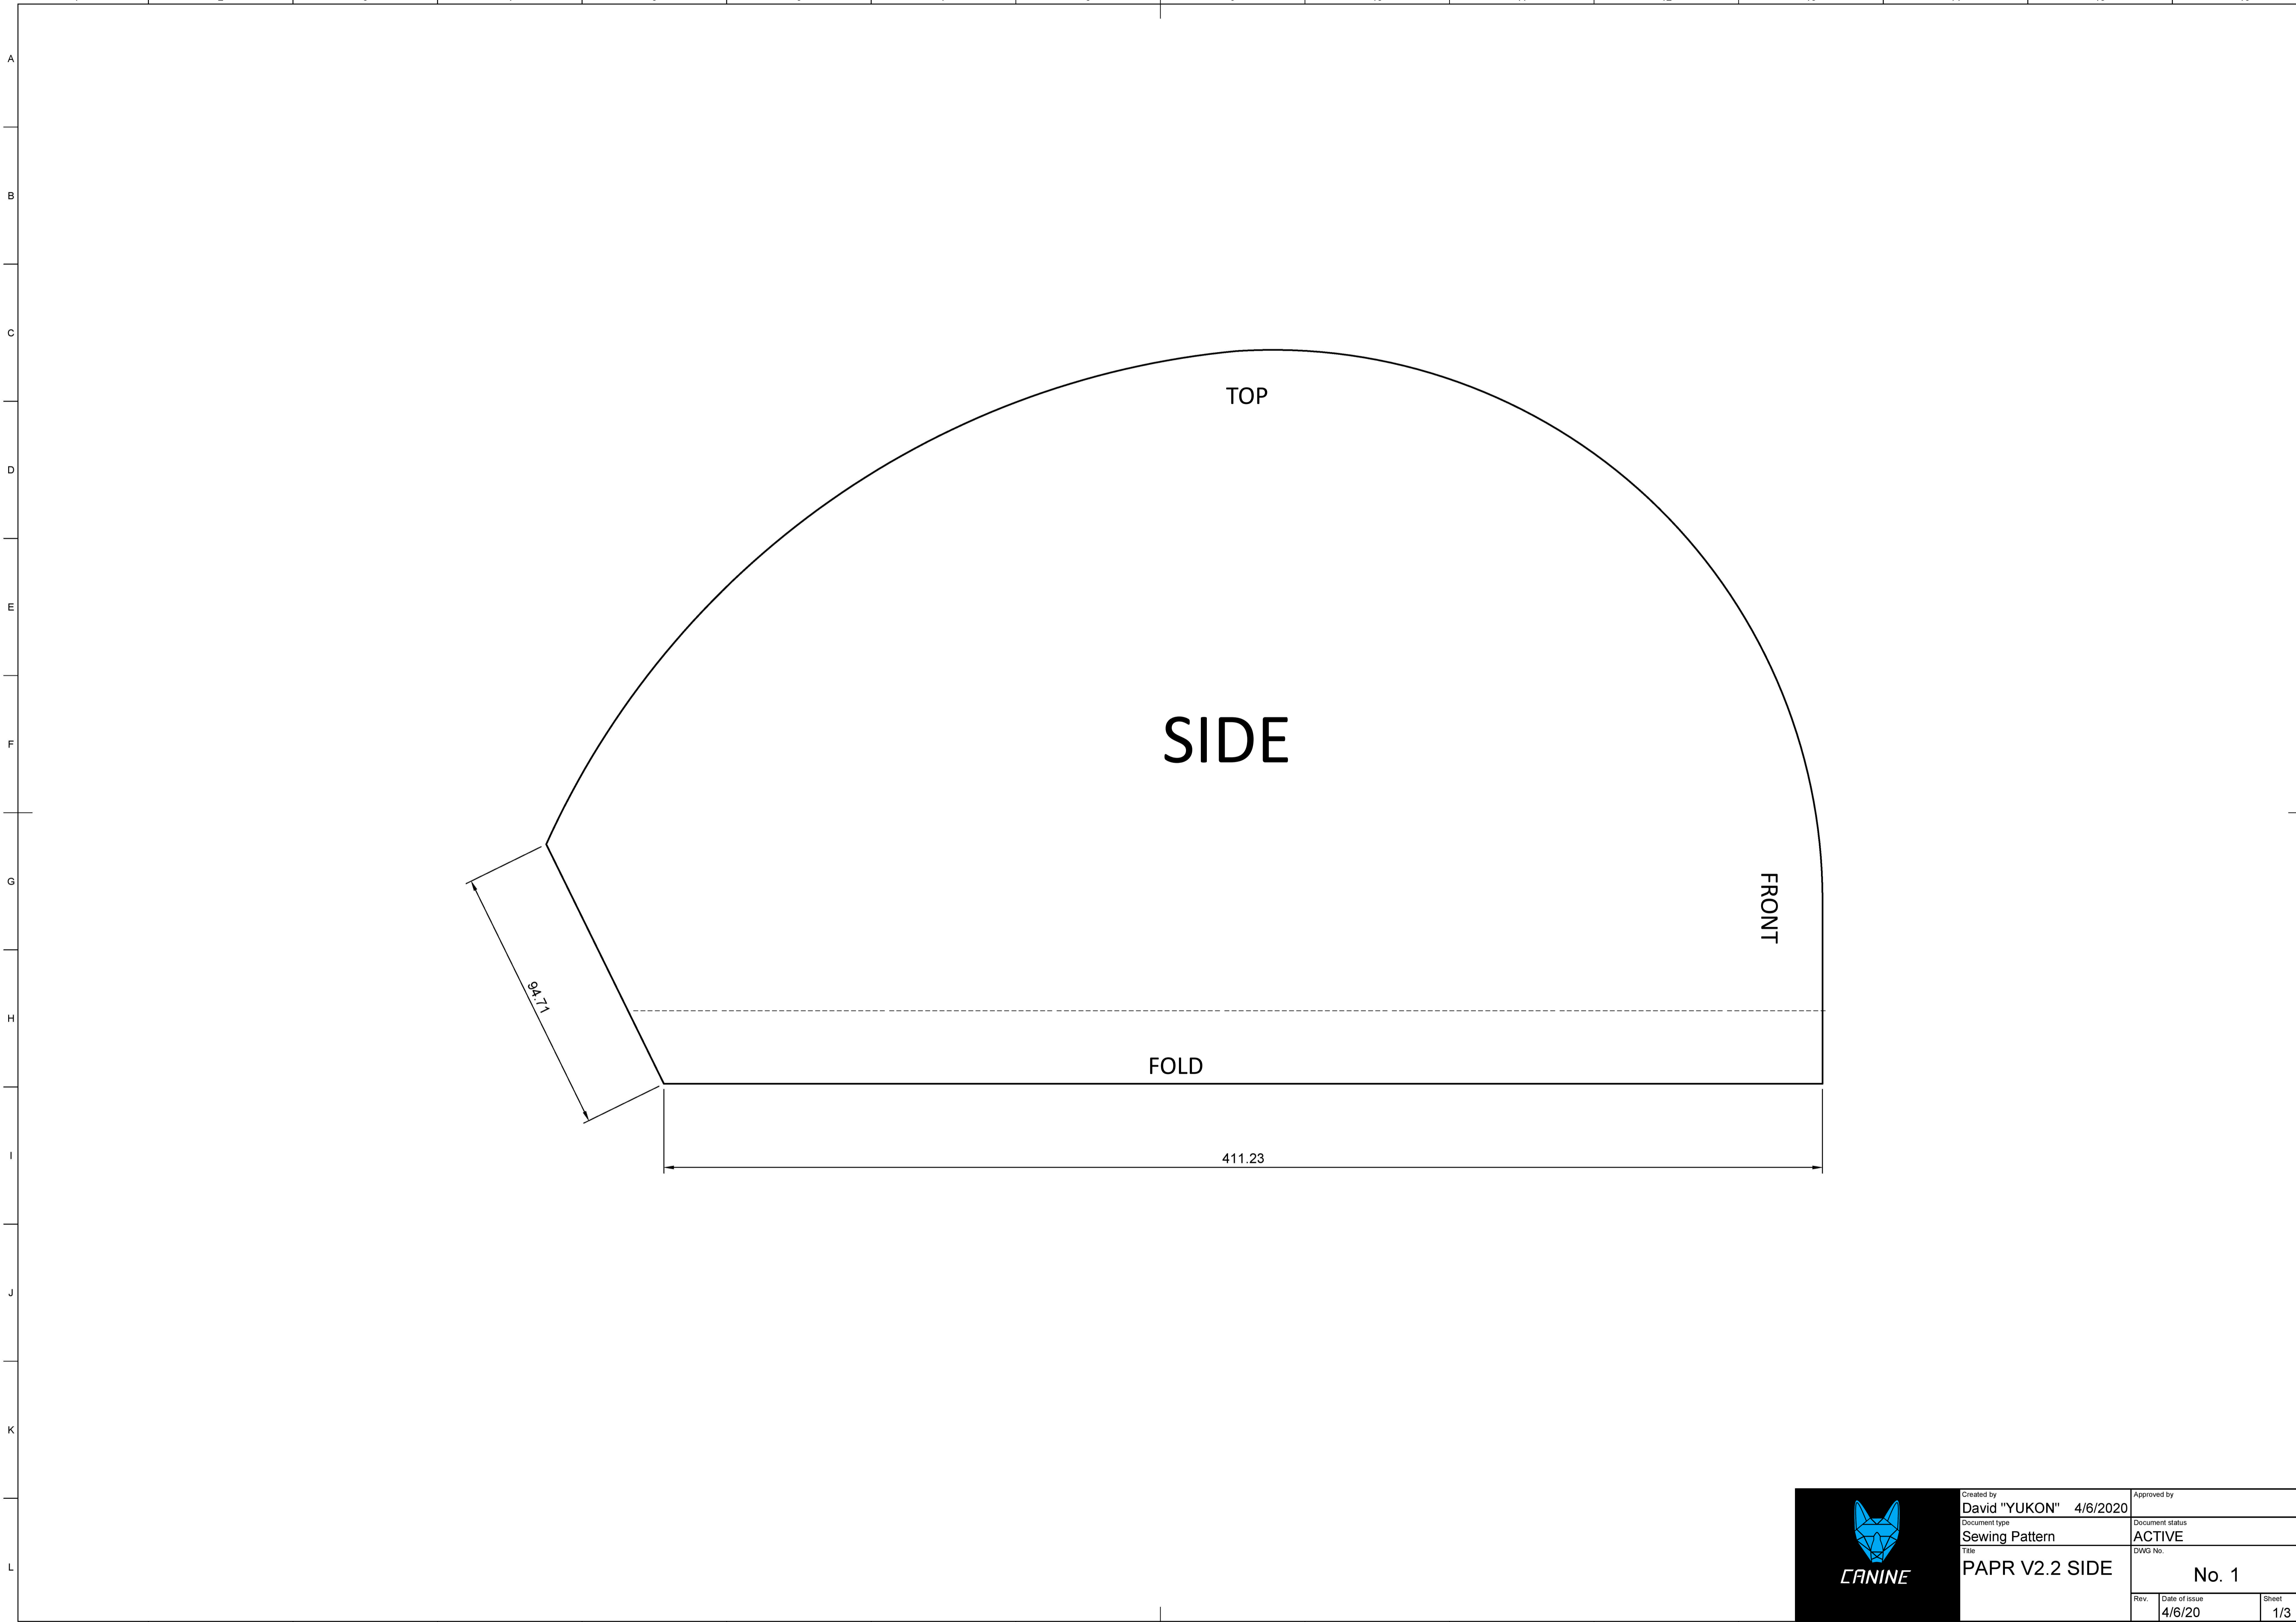 A
B
C
TOP
D
E
SIDE
F
FRONT
G
94.71
H
FOLD
411.23
I
J
K
L
CANINE
Created by
David "YUKON" 4/6/2020
Approved by
Document type
Sewing Pattern
Document status
ACTIVE
Title
PAPR V2.2 SIDE
DWG No.
No. 1
Rev.
Date of issue
4/6/20
Sheet
1/3